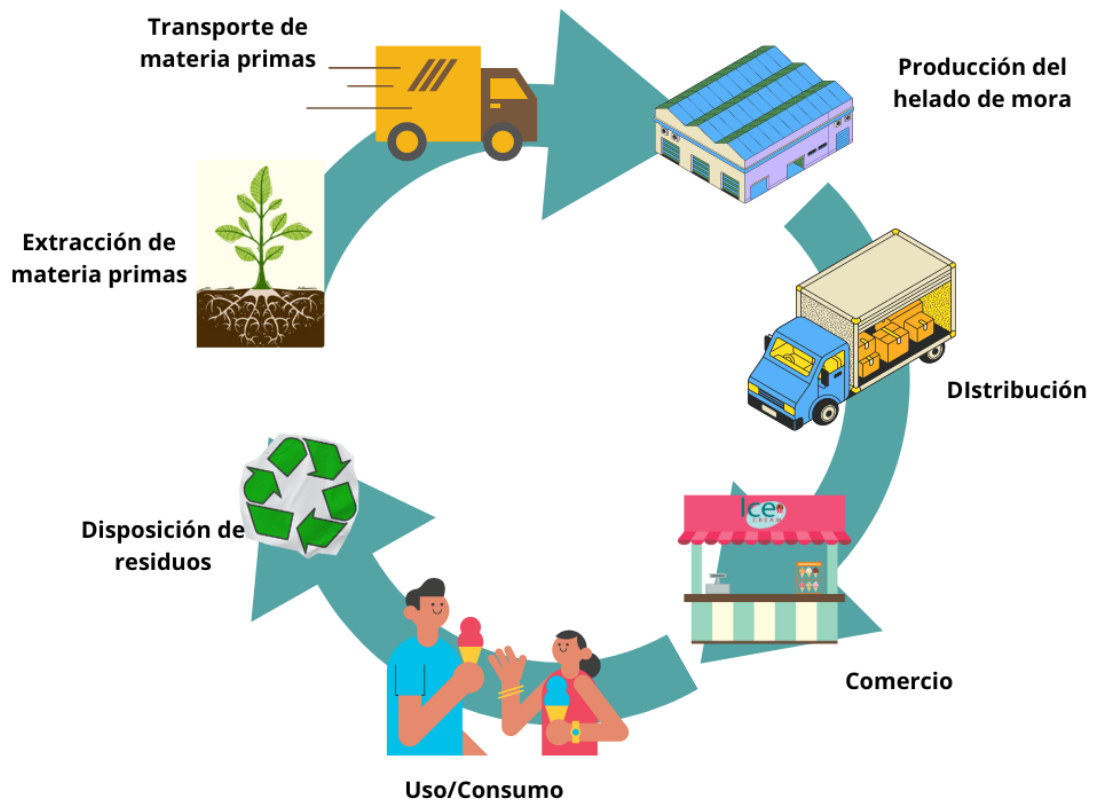 Transporte de
materia primas
Producción del
helado de mora
Extracción de
materia primas
DIstribución
Ice
CREAM
Disposición de
residuos
Comercio
Uso/Consumo